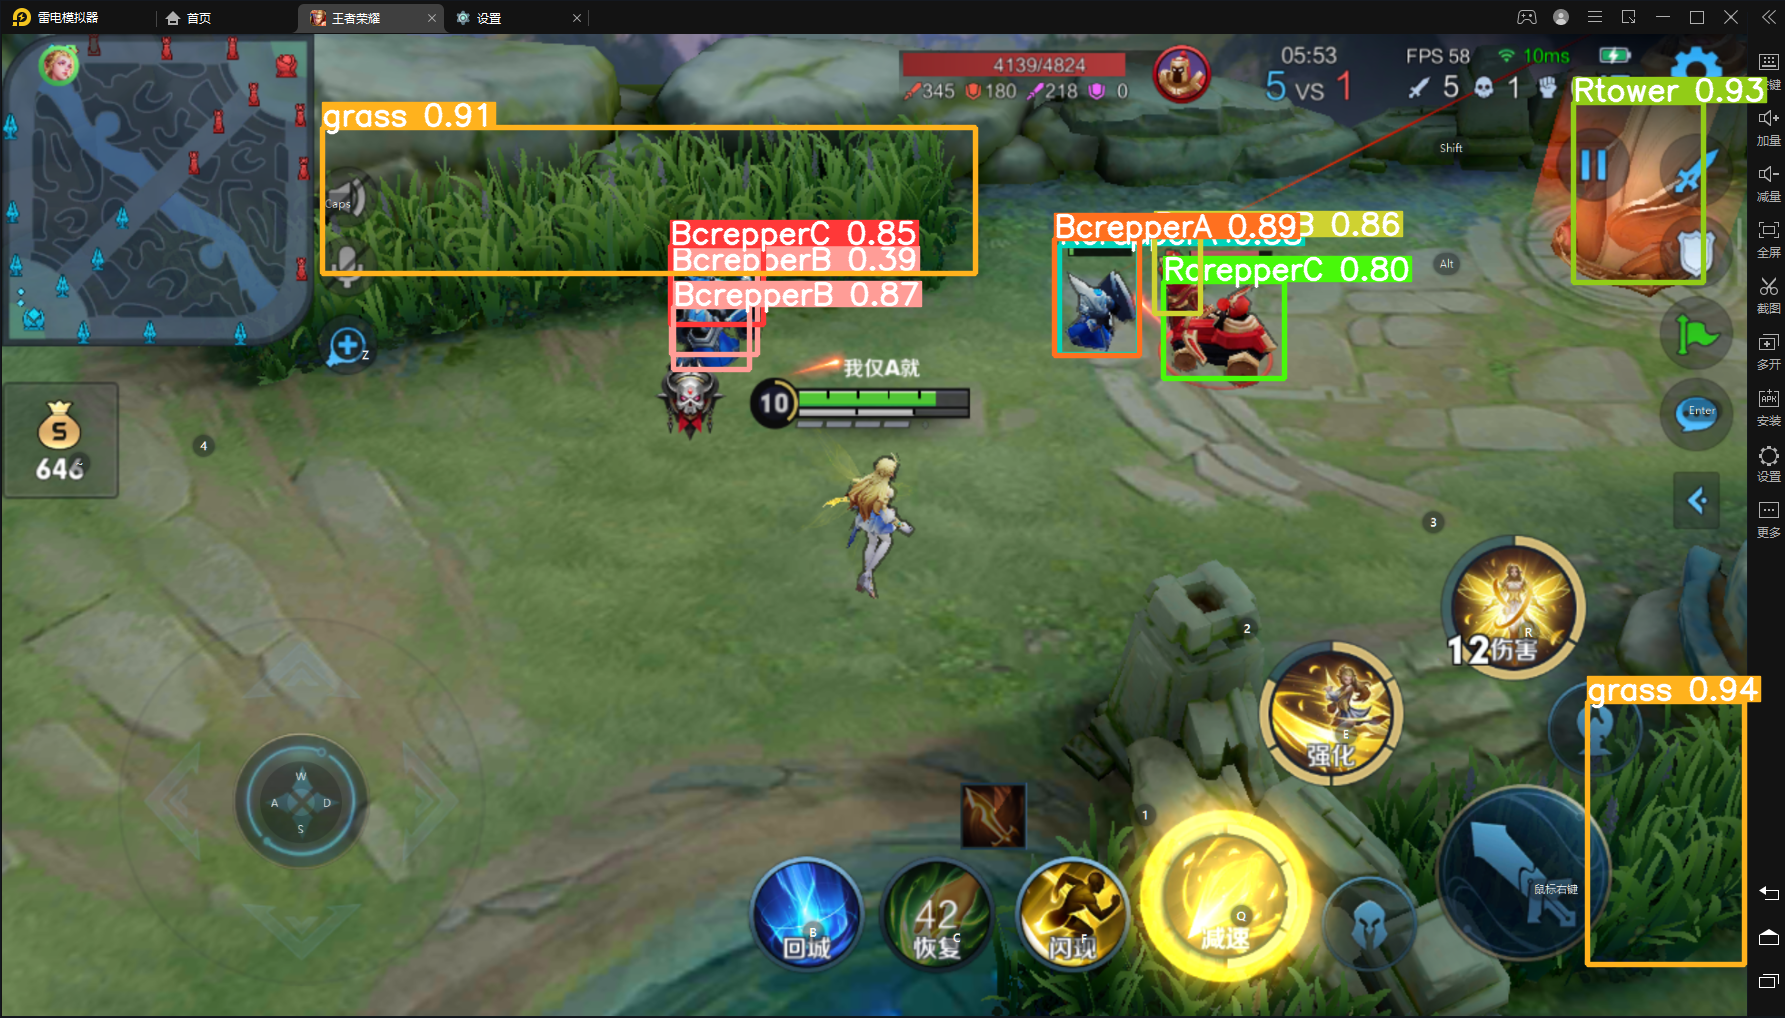 雷电模拟器
首页
王者荣耀
设置
4139/4824
345 180 218 0
05:53
5 VS 1
FPS 58
10ms
5 1
grass 0.91
Rtower 0.93
Shift
加量
减量
全屏
截图
多开
安装
设置
更多
Caps
BcrepperC 0.85
BcrepperB 0.39
BcrepperB 0.87
BcrepperA 0.89
B 0.86
RcrepperC 0.80
Alt
Z
我仅A就
10
Enter
APK
S
646
4
3
2
R
12伤害
E
强化
grass 0.94
W
A D
S
1
B
回城
42
C
恢复
F
闪现
Q
减速
鼠标右键